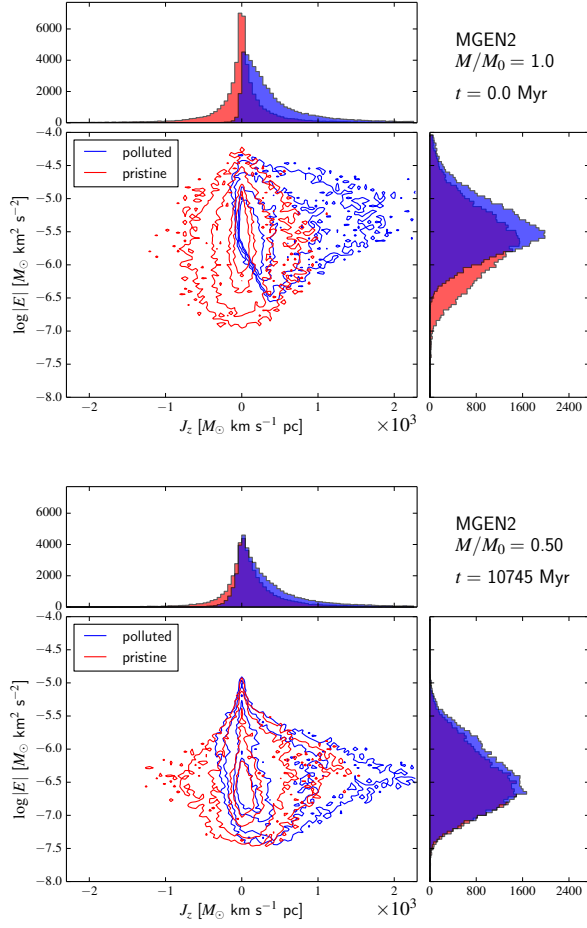 6000
4000
2000
0
MGEN2
M/M₀ = 1.0
t = 0.0 Myr
−4.0
−4.5
−5.0
−5.5
−6.0
−6.5
−7.0
−7.5
−8.0
log|E| [M⊙ km² s⁻²]
polluted
pristine
−2 −1 0 1 2
J_z [M⊙ km s⁻¹ pc] ×10³
0 800 1600 2400
6000
4000
2000
0
MGEN2
M/M₀ = 0.50
t = 10745 Myr
−4.0
−4.5
−5.0
−5.5
−6.0
−6.5
−7.0
−7.5
−8.0
log|E| [M⊙ km² s⁻²]
polluted
pristine
−2 −1 0 1 2
J_z [M⊙ km s⁻¹ pc] ×10³
0 800 1600 2400